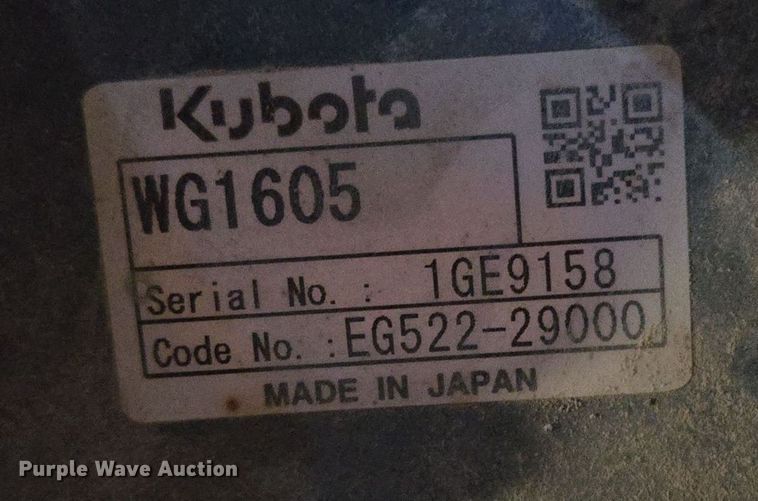 Kubota
WG1605
Serial No. : 1GE9158
Code No. : EG522-29000
MADE IN JAPAN
Purple Wave Auction